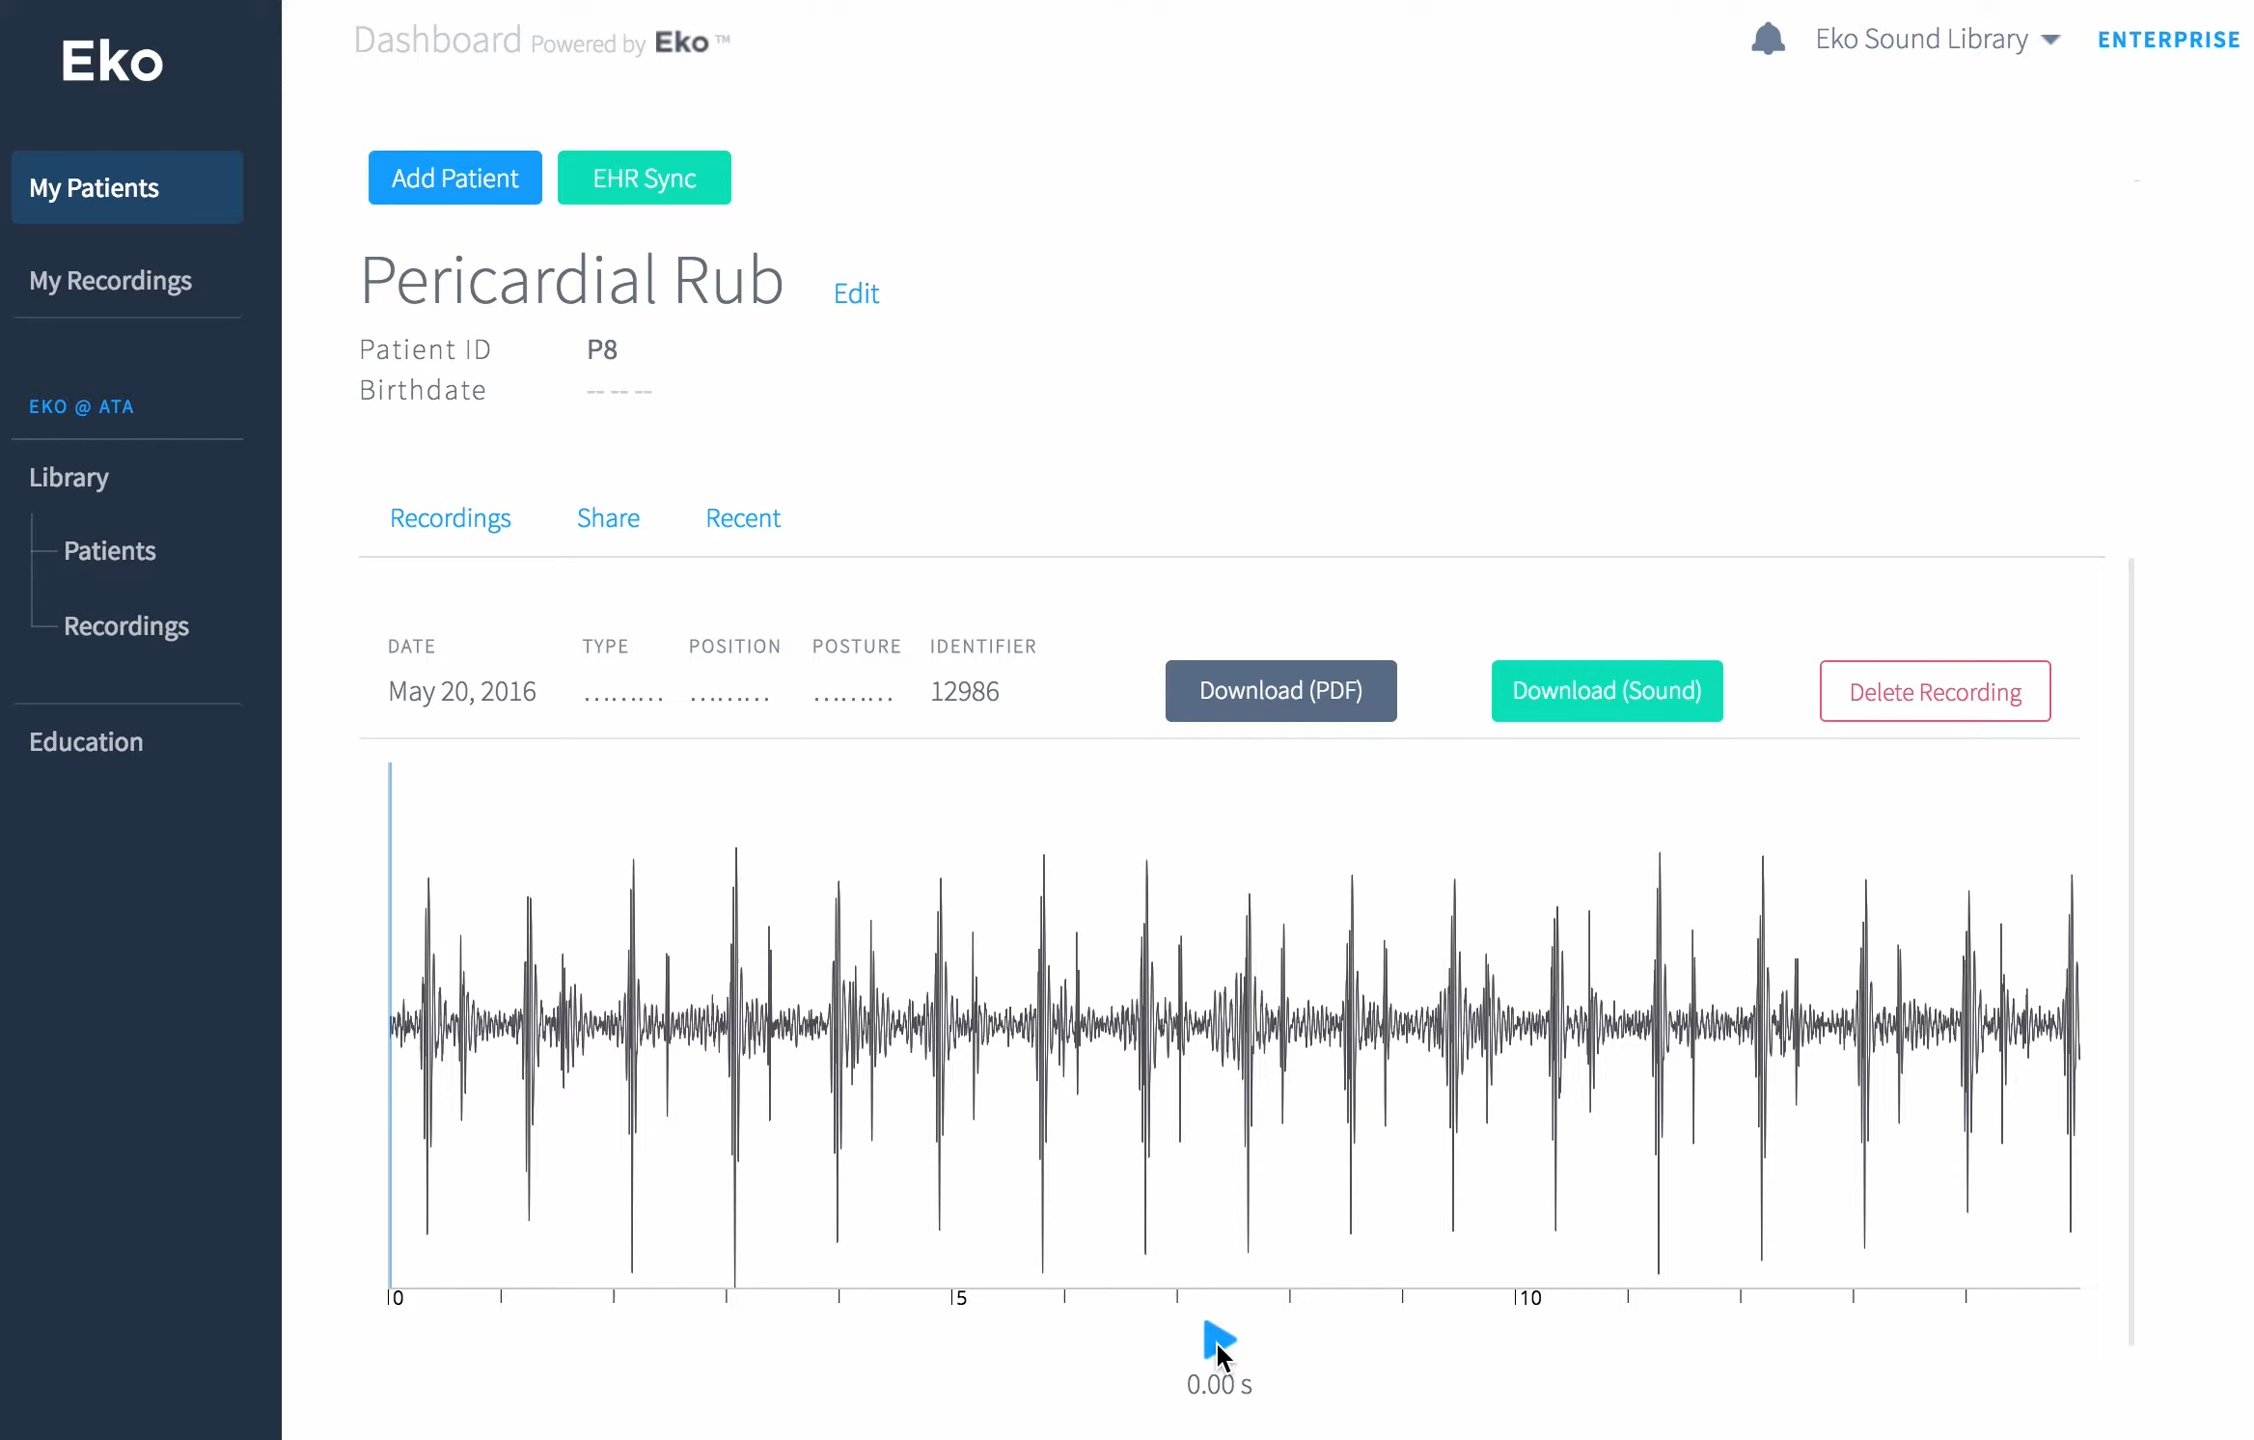 Eko
Dashboard Powered by Eko ™
Eko Sound Library
ENTERPRISE
My Patients
My Recordings
EKO @ ATA
Library
Patients
Recordings
Education
Add Patient
EHR Sync
Pericardial Rub
Edit
Patient ID P8
Birthdate -- -- --
Recordings Share Recent
DATE TYPE POSITION POSTURE IDENTIFIER
May 20, 2016 ......... ......... ......... 12986
Download (PDF)
Download (Sound)
Delete Recording
0 5 10
0.00 s